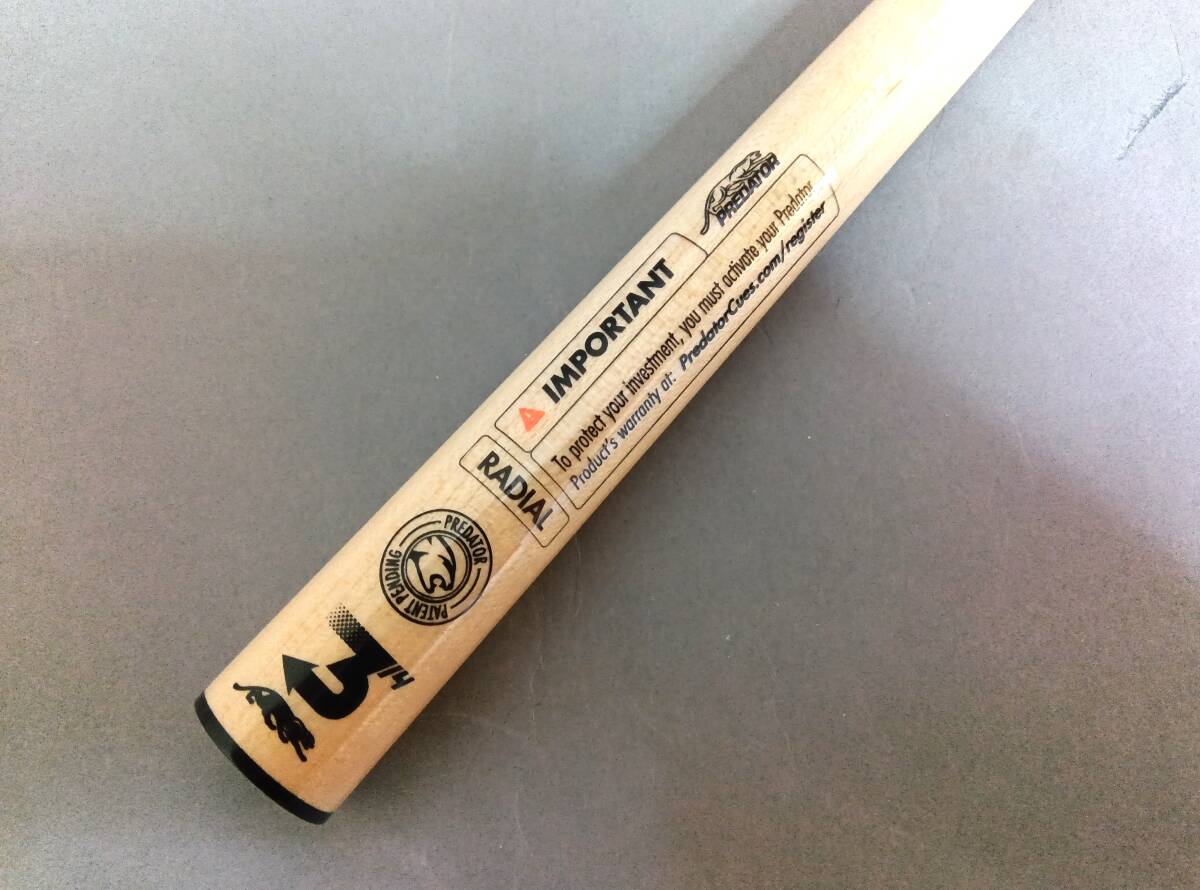 PREDATOR
⚠ IMPORTANT
To protect your investment, you must activate your Predator
Product's warranty at: PredatorCues.com/register
RADIAL
PREDATOR
PATENT PENDING
314